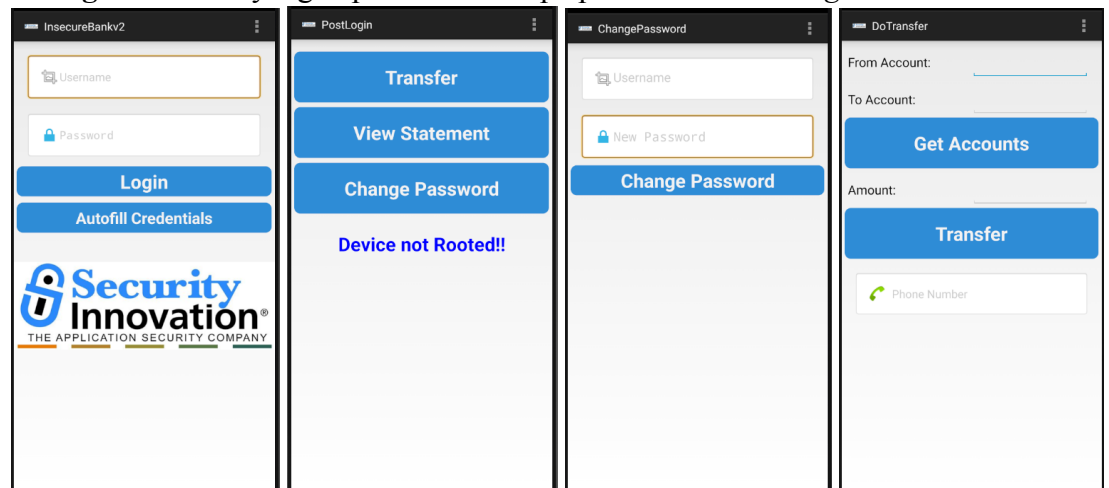 InsecureBankv2
Username
Password
Login
Autofill Credentials
Security
Innovation®
THE APPLICATION SECURITY COMPANY
PostLogin
Transfer
View Statement
Change Password
Device not Rooted!!
ChangePassword
Username
New Password
Change Password
DoTransfer
From Account:
To Account:
Get Accounts
Amount:
Transfer
Phone Number